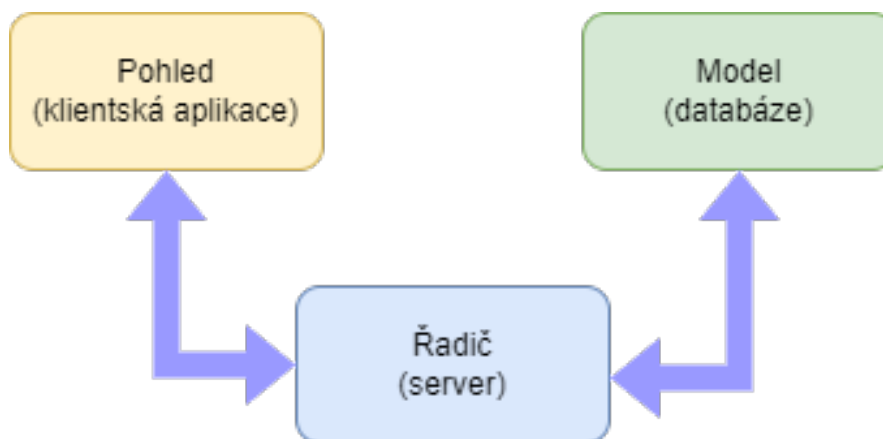 Pohled
(klientská aplikace)
Model
(databáze)
Řadič
(server)